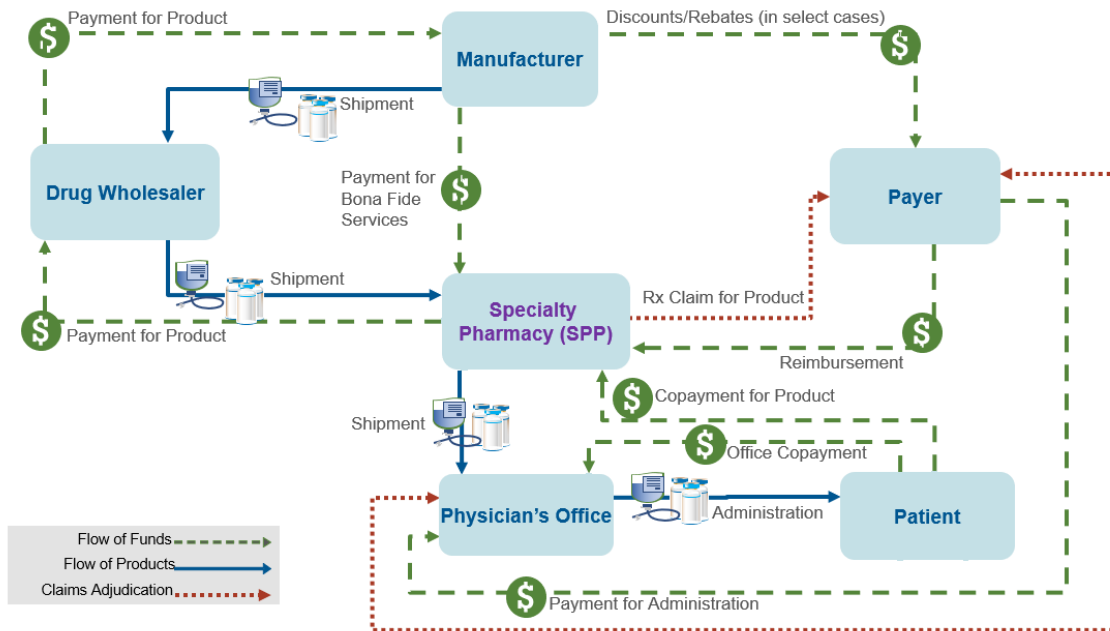 Payment for Product
Discounts/Rebates (in select cases)
Manufacturer
Shipment
Drug Wholesaler
Payment for
Bona Fide
Services
Payer
Shipment
Rx Claim for Product
Specialty
Pharmacy (SPP)
Payment for Product
Reimbursement
Copayment for Product
Shipment
Office Copayment
Physician's Office
Administration
Patient
Flow of Funds
Flow of Products
Claims Adjudication
Payment for Administration